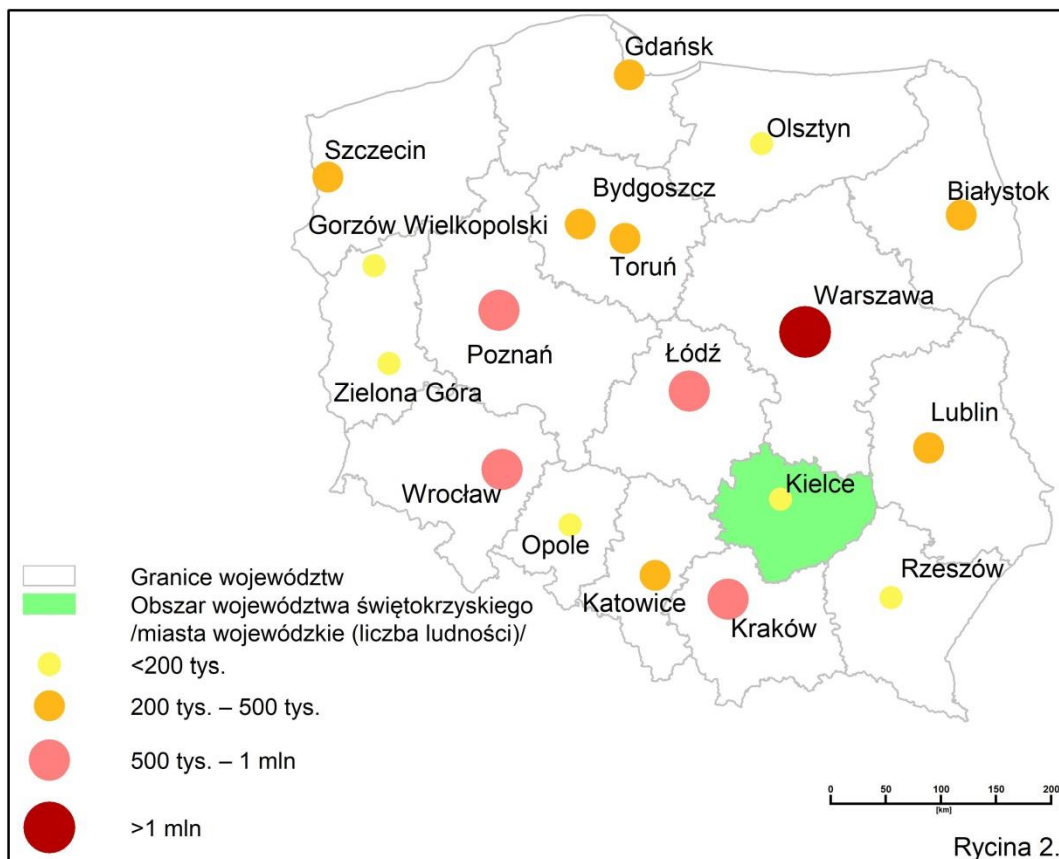 Gdańsk
Olsztyn
Szczecin
Bydgoszcz
Białystok
Gorzów Wielkopolski
Toruń
Warszawa
Poznań
Łódź
Zielona Góra
Lublin
Wrocław
Kielce
Opole
Rzeszów
Katowice
Kraków
Granice województw
Obszar województwa świętokrzyskiego
/miasta wojewódzkie (liczba ludności)/
<200 tys.
200 tys. – 500 tys.
500 tys. – 1 mln
>1 mln
0 50 100 150 200
[km]
Rycina 2.